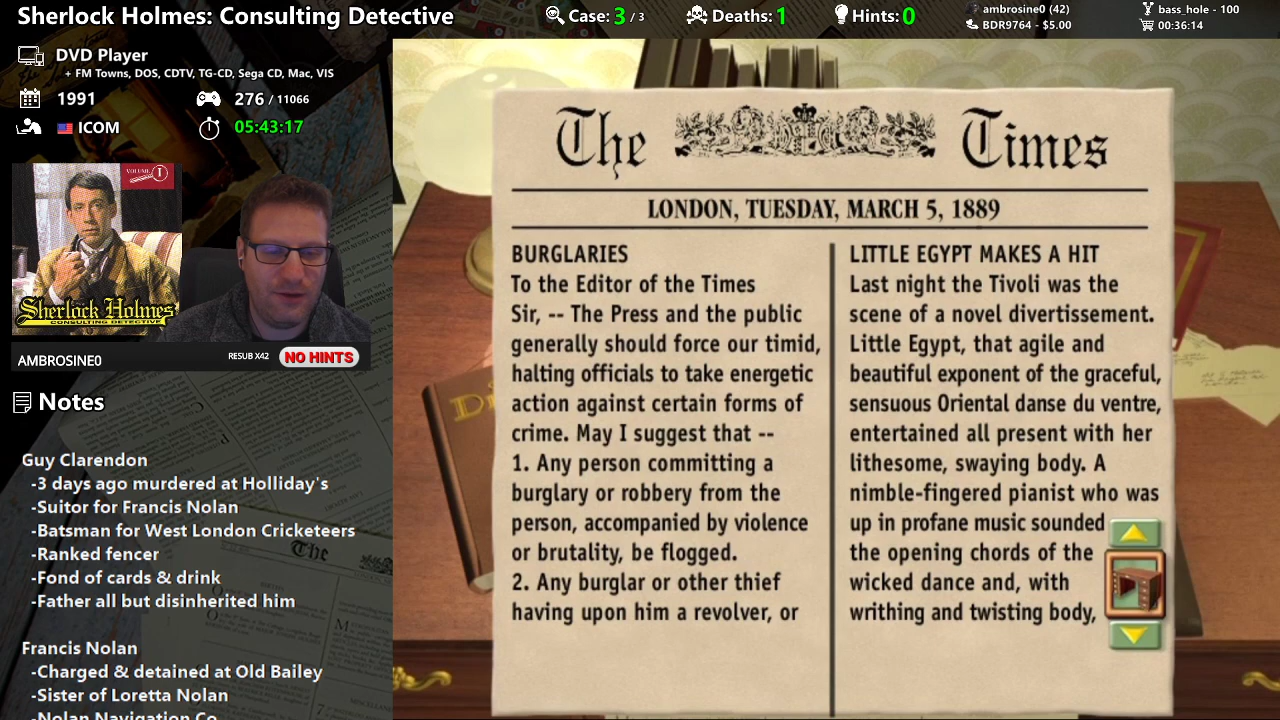 Sherlock Holmes: Consulting Detective
Case: 3 / 3
Deaths: 1
Hints: 0
ambrosine0 (42)
BDR9764 - $5.00
bass_hole - 100
00:36:14
DVD Player
+ FM Towns, DOS, CDTV, TG-CD, Sega CD, Mac, VIS
1991
276 / 11066
ICOM
05:43:17
VOLUME I
Sherlock Holmes
CONSULTING DETECTIVE
AMBROSINE0
RESUB X42
NO HINTS
Notes
Guy Clarendon
-3 days ago murdered at Holliday's
-Suitor for Francis Nolan
-Batsman for West London Cricketeers
-Ranked fencer
-Fond of cards & drink
-Father all but disinherited him
Francis Nolan
-Charged & detained at Old Bailey
-Sister of Loretta Nolan
-Nolan Navigation Co
The Times
LONDON, TUESDAY, MARCH 5, 1889
BURGLARIES
To the Editor of the Times
Sir, -- The Press and the public
generally should force our timid,
halting officials to take energetic
action against certain forms of
crime. May I suggest that --
1. Any person committing a
burglary or robbery from the
person, accompanied by violence
or brutality, be flogged.
2. Any burglar or other thief
having upon him a revolver, or
LITTLE EGYPT MAKES A HIT
Last night the Tivoli was the
scene of a novel divertissement.
Little Egypt, that agile and
beautiful exponent of the graceful,
sensuous Oriental danse du ventre,
entertained all present with her
lithesome, swaying body. A
nimble-fingered pianist who was
up in profane music sounded
the opening chords of the
wicked dance and, with
writhing and twisting body,